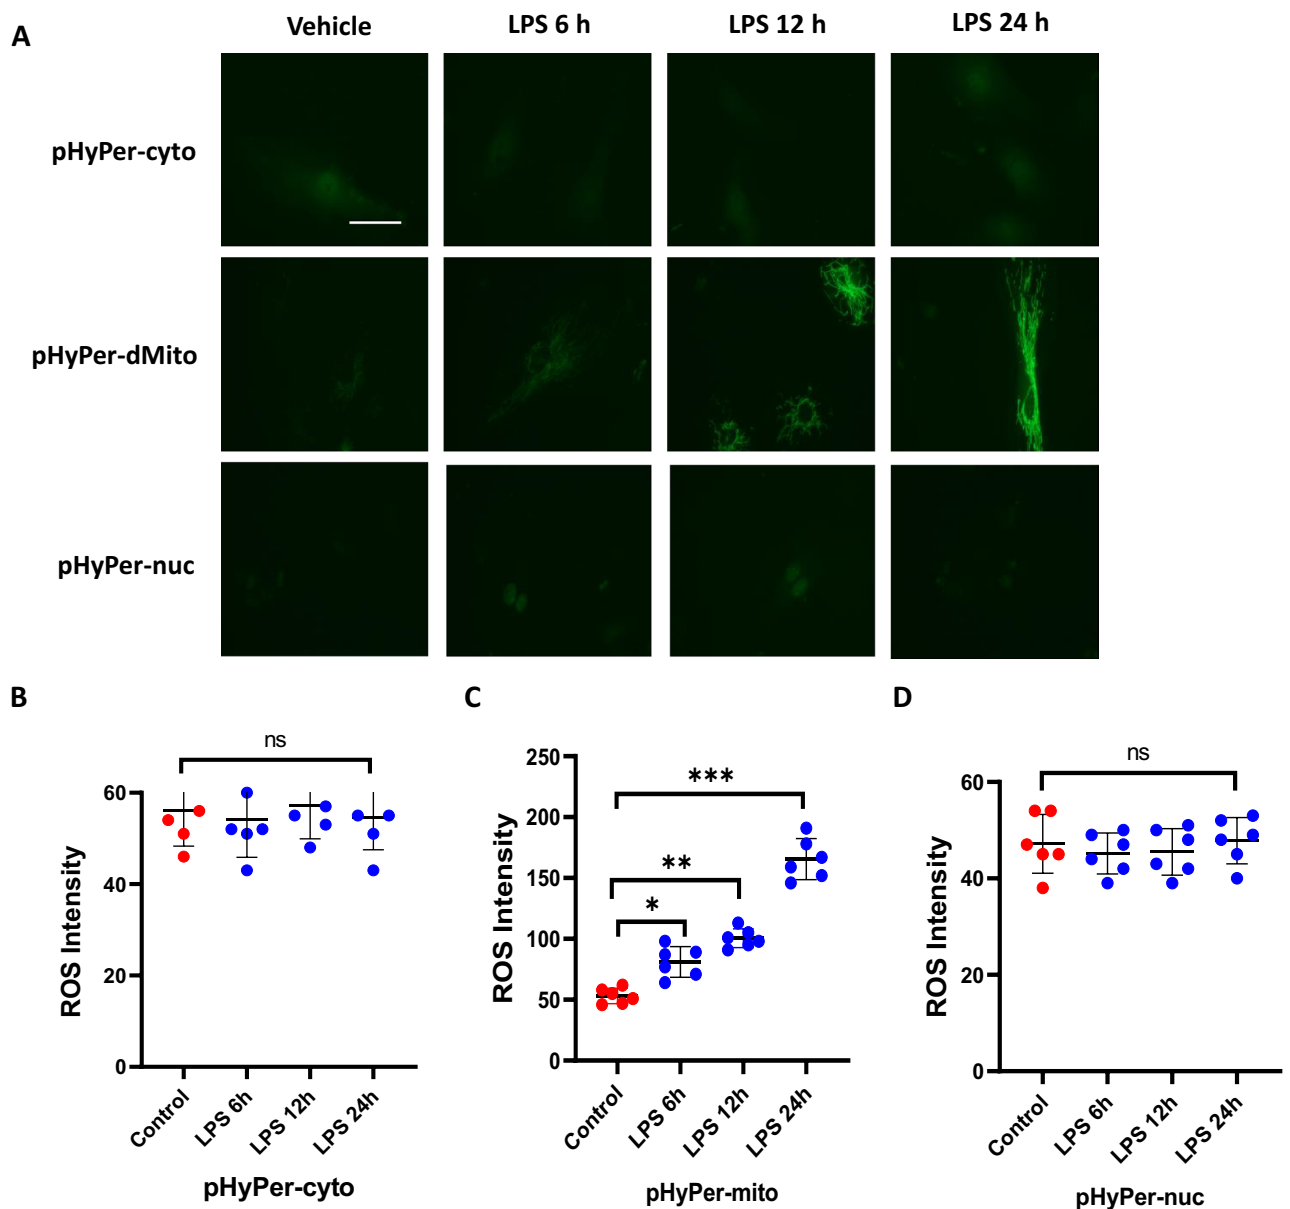 A
Vehicle
LPS 6 h
LPS 12 h
LPS 24 h
pHyPer-cyto
pHyPer-dMito
pHyPer-nuc
B
ns
60
40
20
0
ROS Intensity
Control
LPS 6h
LPS 12h
LPS 24h
pHyPer-cyto
C
***
**
*
250
200
150
100
50
0
ROS Intensity
Control
LPS 6h
LPS 12h
LPS 24h
pHyPer-mito
D
ns
60
40
20
0
ROS Intensity
Control
LPS 6h
LPS 12h
LPS 24h
pHyPer-nuc